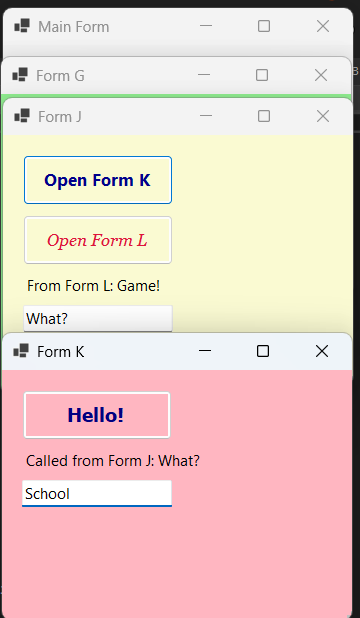 Main Form
Form G
Form J
Open Form K
Open Form L
From Form L: Game!
What?
Form K
Hello!
Called from Form J: What?
School